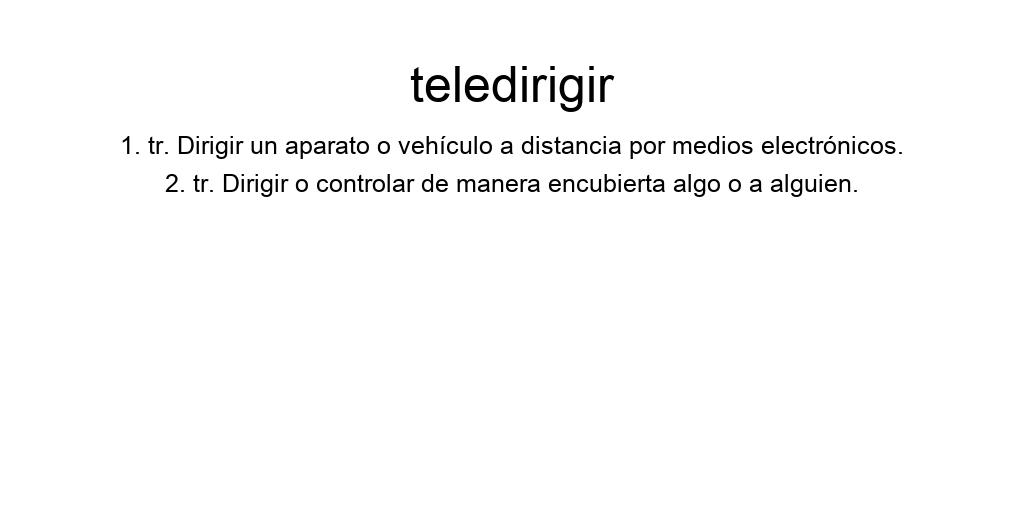 teledirigir
1. tr. Dirigir un aparato o vehículo a distancia por medios electrónicos.
2. tr. Dirigir o controlar de manera encubierta algo o a alguien.